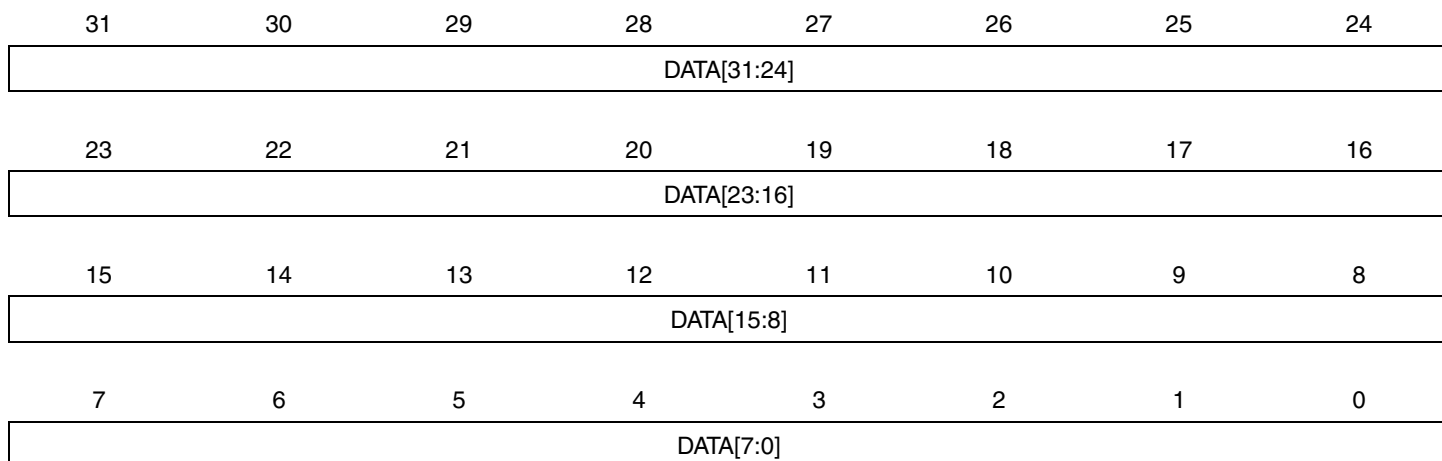 31 30 29 28 27 26 25 24
DATA[31:24]
23 22 21 20 19 18 17 16
DATA[23:16]
15 14 13 12 11 10 9 8
DATA[15:8]
7 6 5 4 3 2 1 0
DATA[7:0]